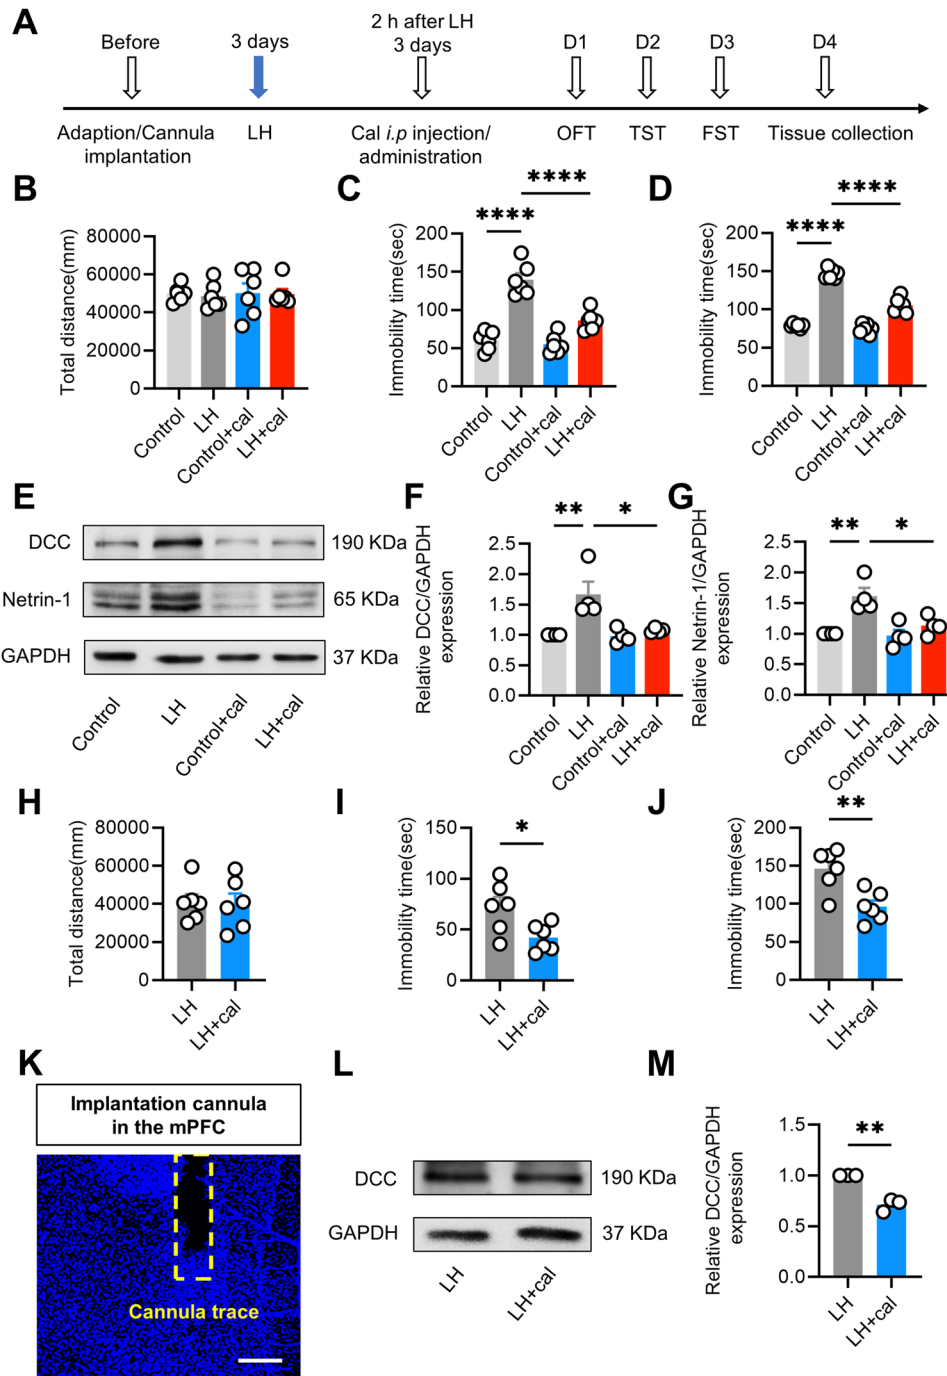 A
Before
3 days
2 h after LH
3 days
D1
D2
D3
D4
Adaption/Cannula
implantation
LH
Cal i.p injection/
administration
OFT
TST
FST
Tissue collection
B
Total distance(mm)
80000
60000
40000
20000
0
Control
LH
Control+cal
LH+cal
C
Immobility time(sec)
200
150
100
50
0
****
****
Control
LH
Control+cal
LH+cal
D
Immobility time(sec)
200
150
100
50
0
****
****
Control
LH
Control+cal
LH+cal
E
DCC
190 KDa
Netrin-1
65 KDa
GAPDH
37 KDa
Control
LH
Control+cal
LH+cal
F
Relative DCC/GAPDH
expression
2.5
2.0
1.5
1.0
0.5
0.0
**
*
Control
LH
Control+cal
LH+cal
G
Relative Netrin-1/GAPDH
expression
2.5
2.0
1.5
1.0
0.5
0.0
**
*
Control
LH
Control+cal
LH+cal
H
Total distance(mm)
80000
60000
40000
20000
0
LH
LH+cal
I
Immobility time(sec)
150
100
50
0
*
LH
LH+cal
J
Immobility time(sec)
200
150
100
50
0
**
LH
LH+cal
K
Implantation cannula
in the mPFC
Cannula trace
L
DCC
190 KDa
GAPDH
37 KDa
LH
LH+cal
M
Relative DCC/GAPDH
expression
1.5
1.0
0.5
0.0
**
LH
LH+cal